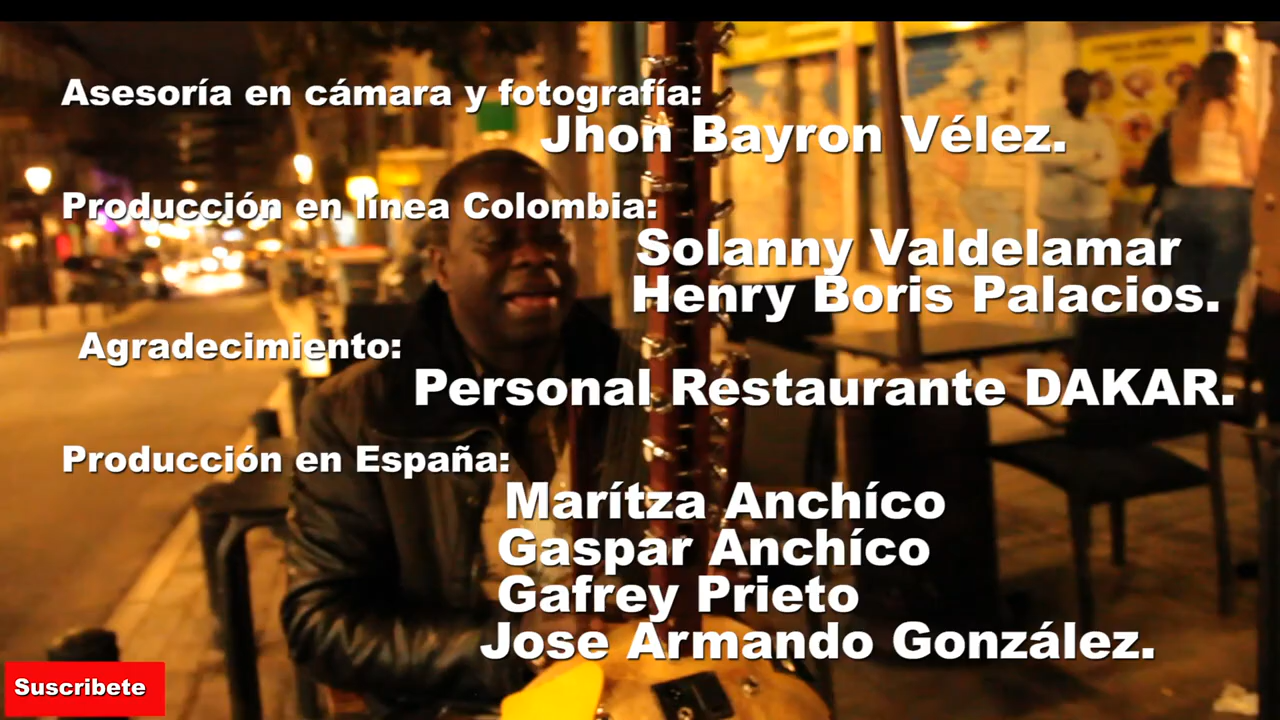 Asesoría en cámara y fotografía:
Jhon Bayron Vélez.
Producción en línea Colombia:
Solanny Valdelamar
Henry Boris Palacios.
Agradecimiento:
Personal Restaurante DAKAR.
Producción en España:
Marítza Anchíco
Gaspar Anchíco
Gafrey Prieto
Jose Armando González.
Suscribete